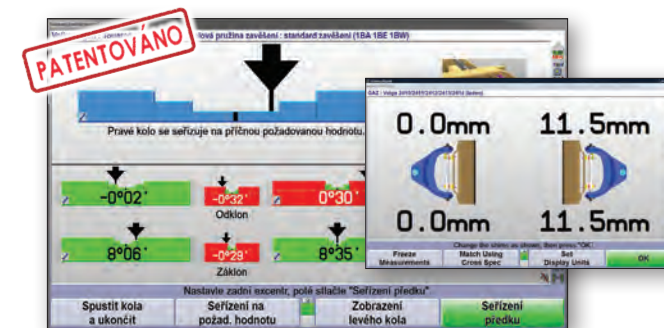 PATENTOVÁNO
lová pružina zavěšení : standard zavěšení (1BA 1BE 1BW)
Pravé kolo se seřizuje na příčnou požadovanou hodnotu.
-0°02'
-0°32'
0°30'
Odklon
8°06'
-0°29'
8°35'
Záklon
Nastavte zadní excentr, poté stlačte "Seřízení předku".
Spustit kola
a ukončit
Seřízení na
požad. hodnotu
Zobrazení
levého kola
Seřízení
předku
0.0mm
11.5mm
0.0mm
11.5mm
Change the shims as shown, then press "OK".
Freeze
Measurements
Match Using
Cross Spec
Set
Display Units
OK